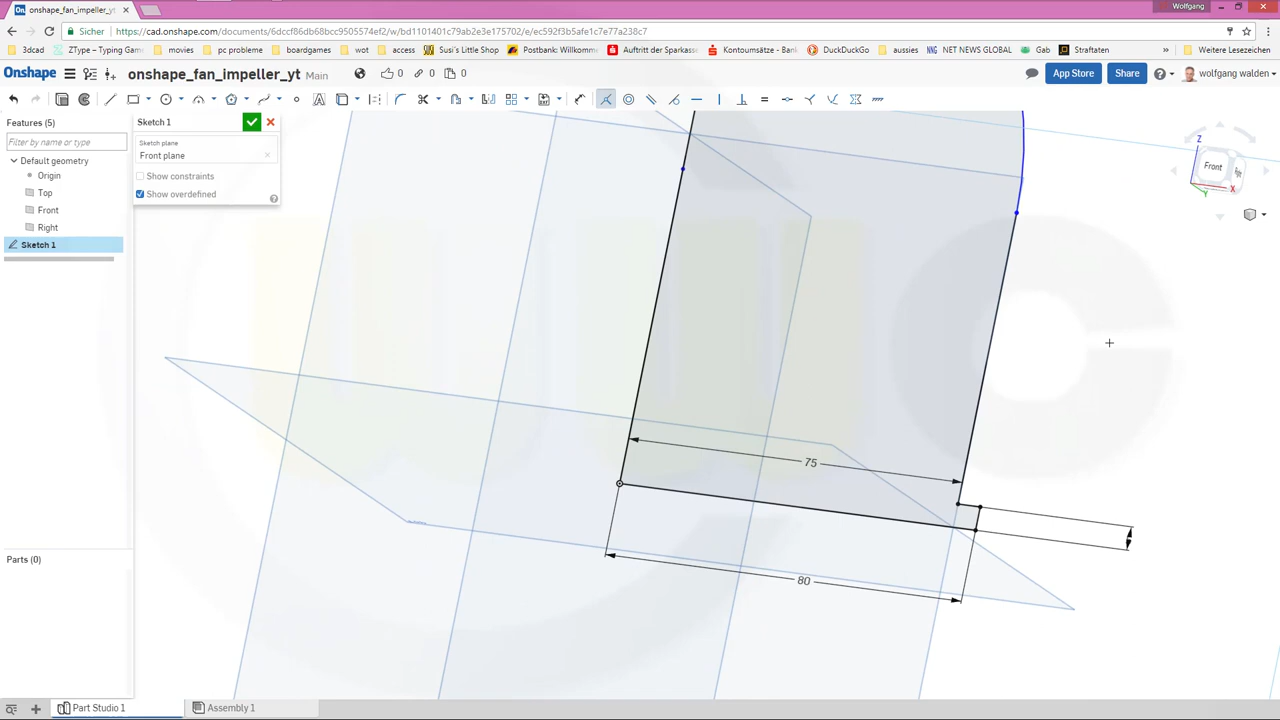 onshape_fan_impeller_yt
Wolfgang
Sicher https://cad.onshape.com/documents/6dccf86db68bcc9505574ef2/w/bd1101401c79ab2e3e175702/e/ec592f3b5afe1c7e77a238c7
3dcad ZType – Typing Gam movies pc probleme boardgames wot access Susi's Little Shop Postbank: Willkomm Auftritt der Sparkass Kontoumsätze - Bank DuckDuckGo aussies NET NEWS GLOBAL Gab Straftaten » Weitere Lesezeichen
Onshape onshape_fan_impeller_yt Main 0 0 0 App Store Share wolfgang walden
Features (5)
Filter by name or type
Default geometry
Origin
Top
Front
Right
Sketch 1
Sketch 1
Sketch plane
Front plane
Show constraints
Show overdefined
Z
Front
X
Y
75
80
Parts (0)
Part Studio 1 Assembly 1